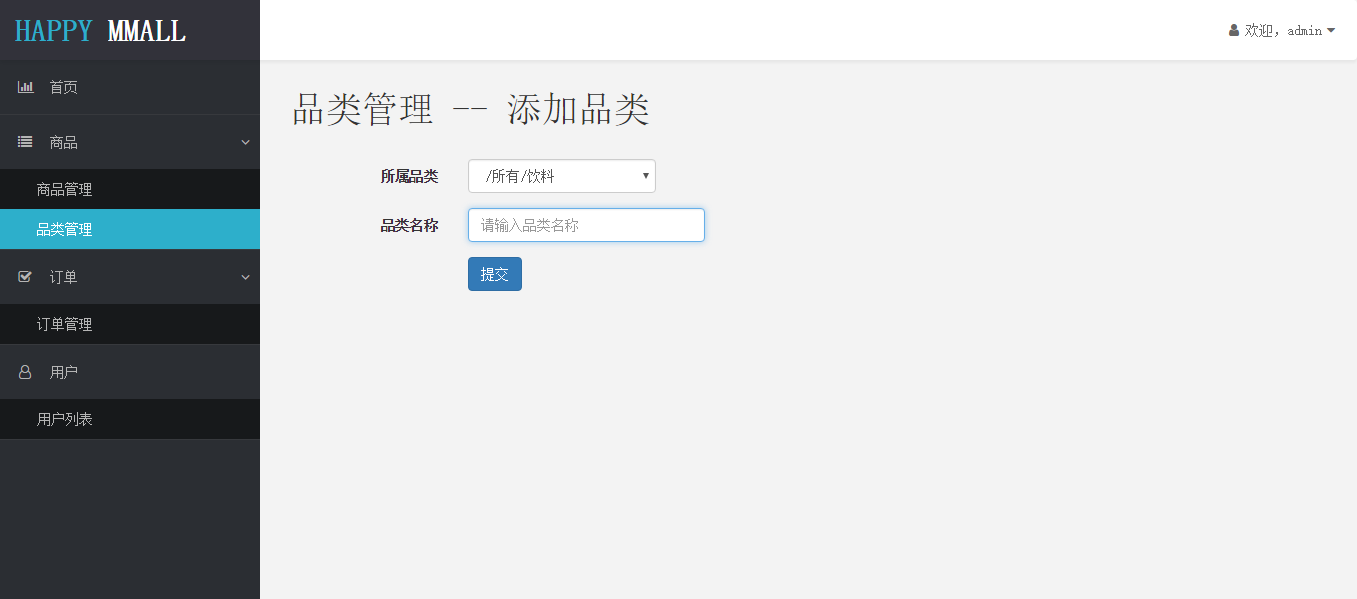 HAPPY MMALL
欢迎，admin
首页
商品
商品管理
品类管理
订单
订单管理
用户
用户列表
品类管理 -- 添加品类
所属品类 /所有/饮料
品类名称 请输入品类名称
提交